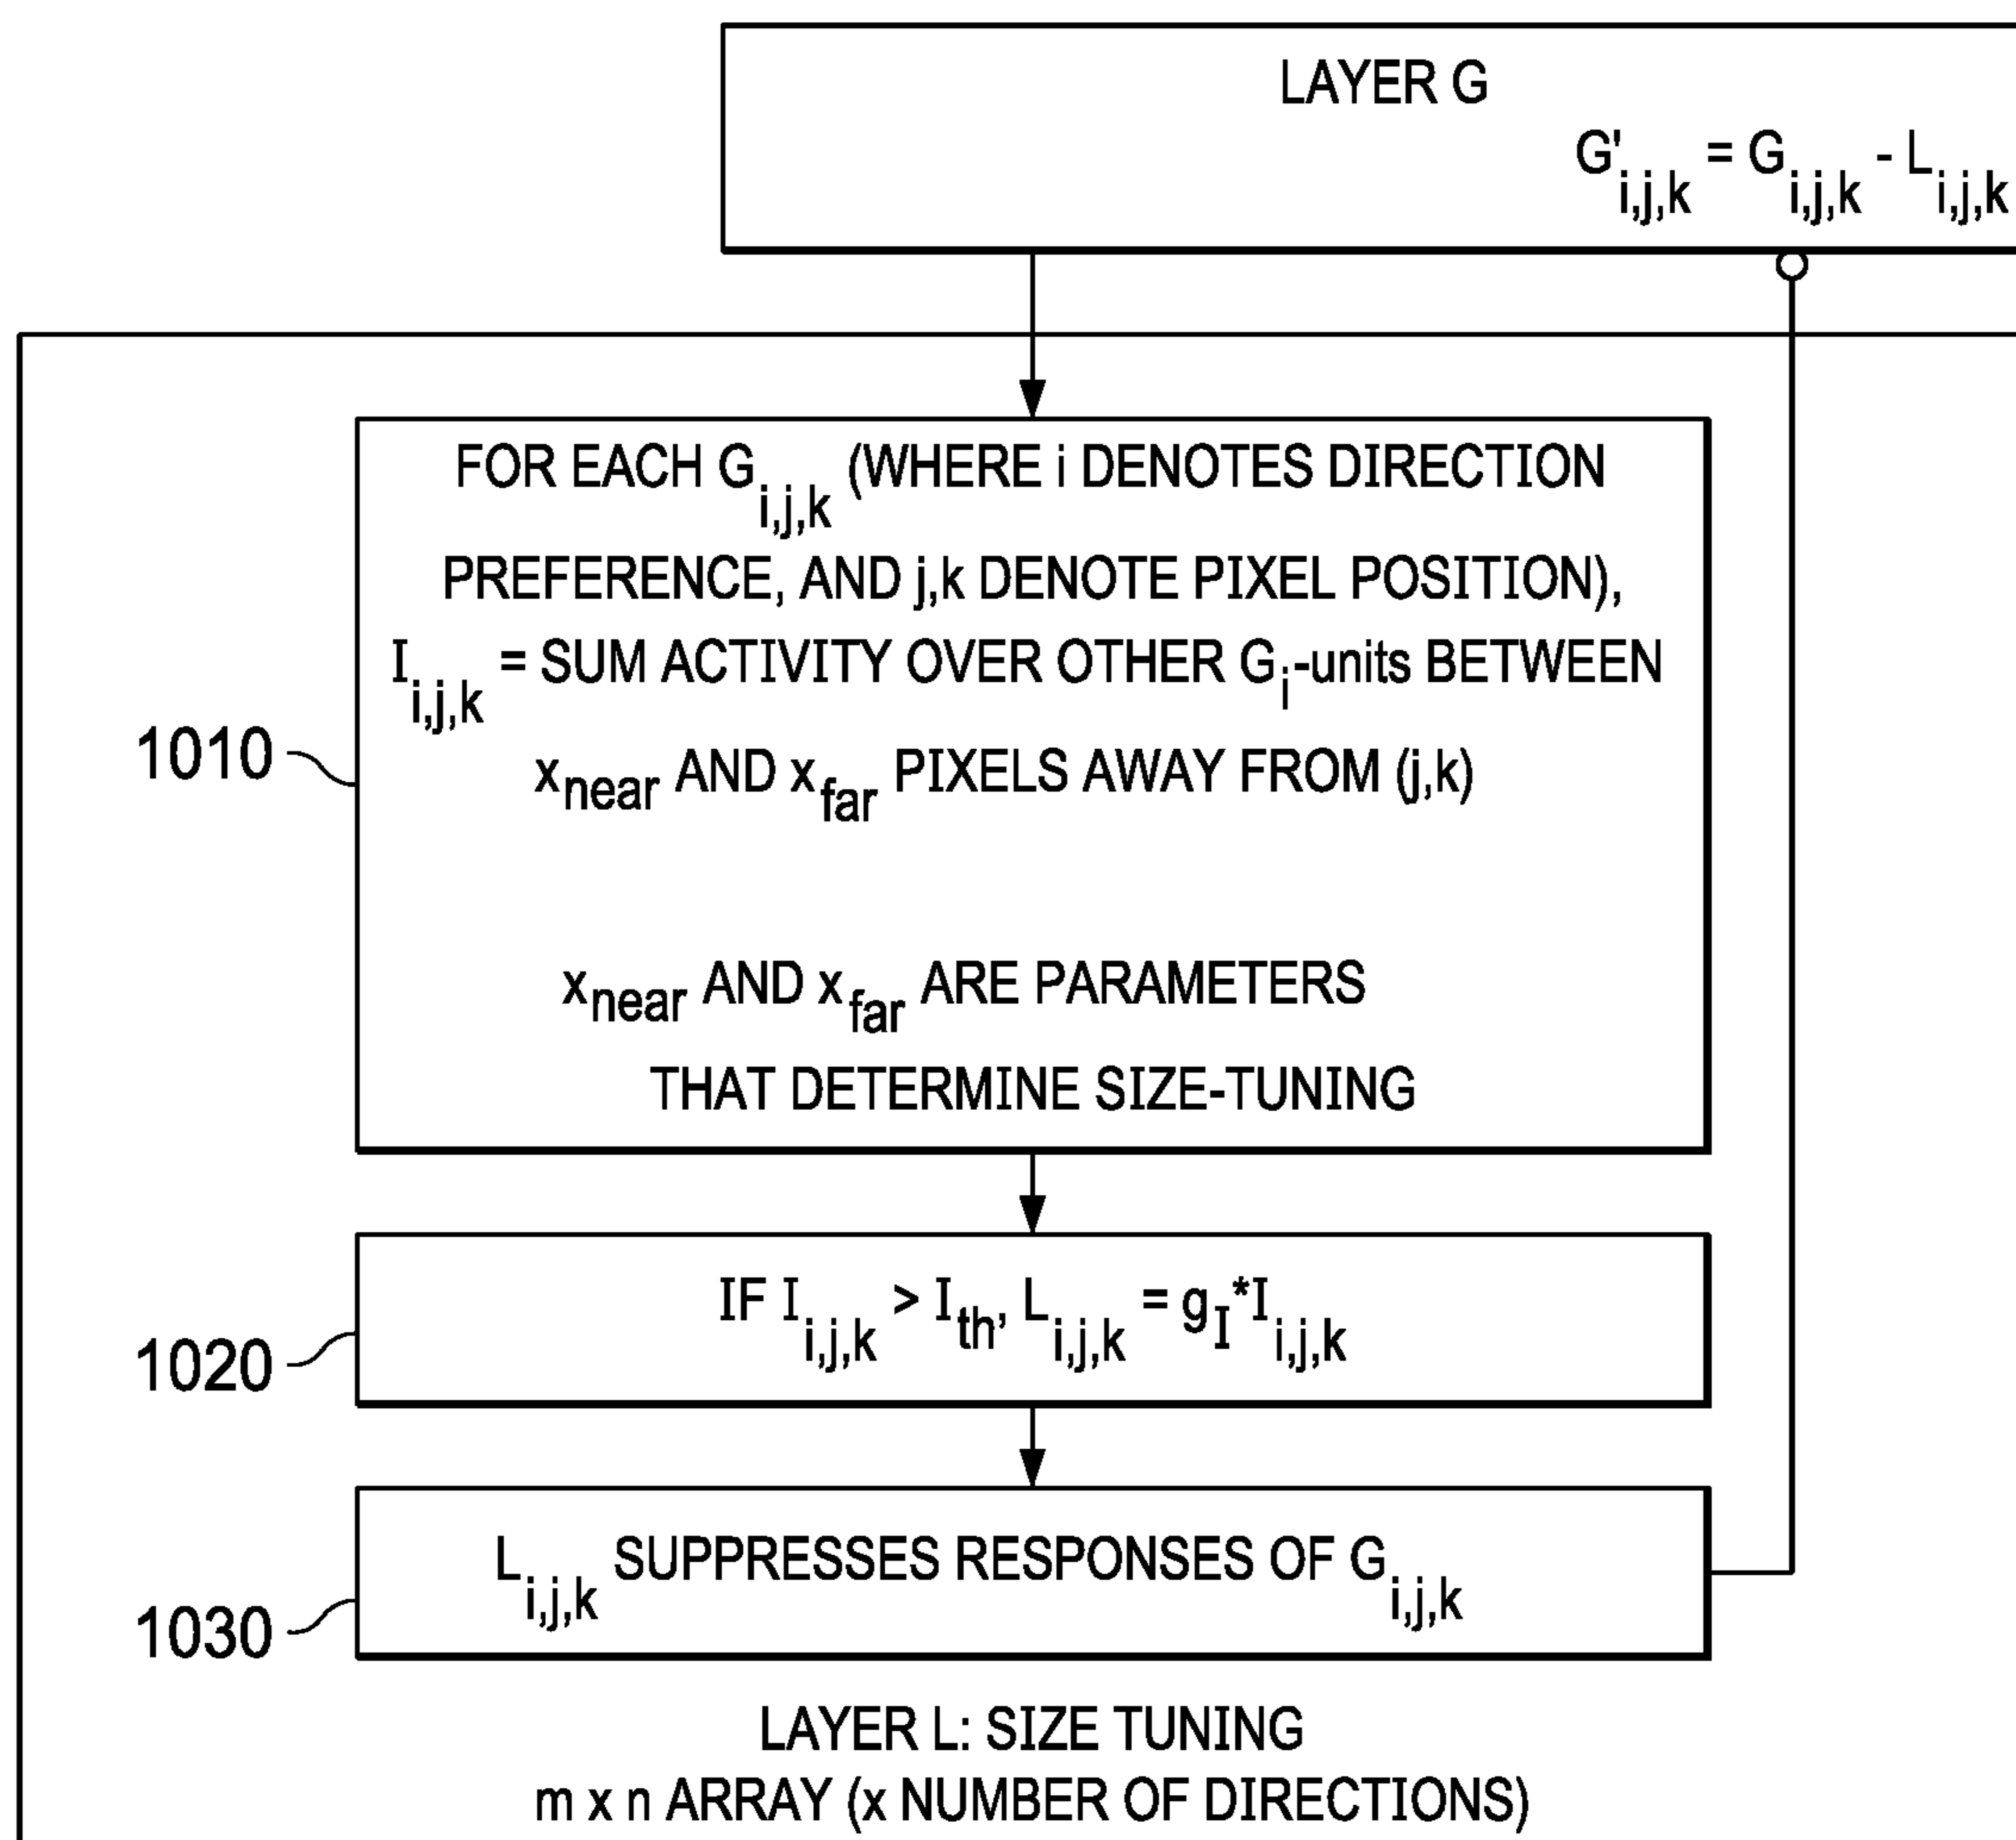 LAYER G
G'i,j,k = Gi,j,k - Li,j,k
FOR EACH Gi,j,k (WHERE i DENOTES DIRECTION
PREFERENCE, AND j,k DENOTE PIXEL POSITION),
Ii,j,k = SUM ACTIVITY OVER OTHER Gi-units BETWEEN
xnear AND xfar PIXELS AWAY FROM (j,k)
1010
xnear AND xfar ARE PARAMETERS
THAT DETERMINE SIZE-TUNING
IF Ii,j,k > Ith, Li,j,k = gI*Ii,j,k
1020
Li,j,k SUPPRESSES RESPONSES OF Gi,j,k
1030
LAYER L: SIZE TUNING
m x n ARRAY (x NUMBER OF DIRECTIONS)